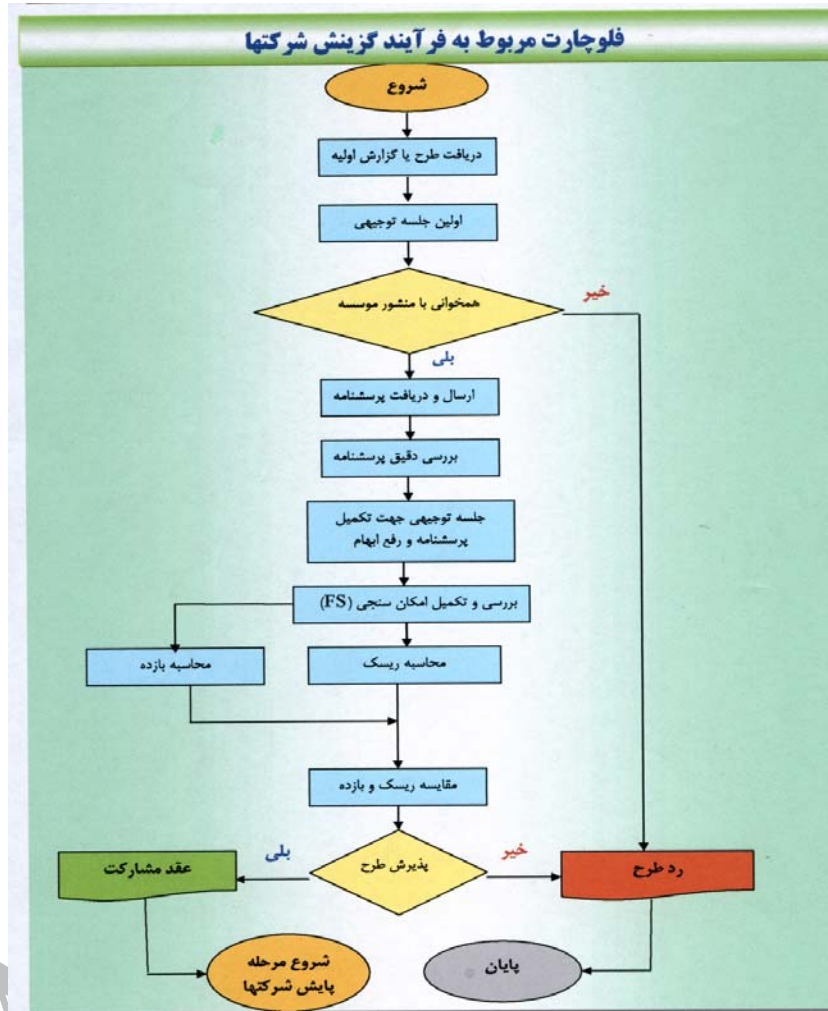 فلوچارت مربوط به فرآیند گزینش شرکتها
شروع
دریافت طرح یا گزارش اولیه
اولین جلسه توجیهی
همخوانی با منشور موسسه
خیر
بلی
ارسال و دریافت پرسشنامه
بررسی دقیق پرسشنامه
جلسه توجیهی جهت تکمیل
پرسشنامه و رفع ابهام
بررسی و تکمیل امکان سنجی (FS)
محاسبه ریسک
محاسبه بازده
مقایسه ریسک و بازده
پذیرش طرح
خیر
بلی
رد طرح
عقد مشارکت
پایان
شروع مرحله
پایش شرکتها